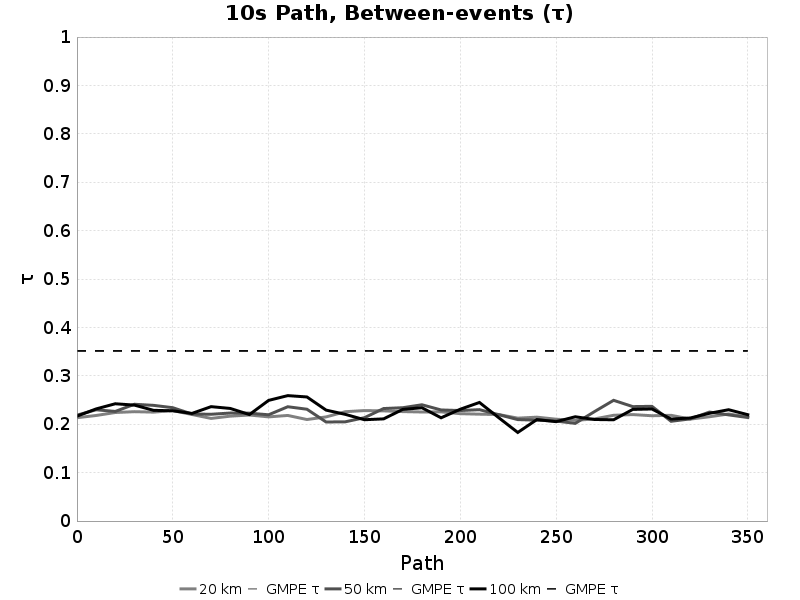 10s Path, Between-events (τ)
1
0.9
0.8
0.7
0.6
0.5
τ
0.4
0.3
0.2
0.1
0
0 50 100 150 200 250 300 350
Path
20 km GMPE τ 50 km GMPE τ 100 km GMPE τ